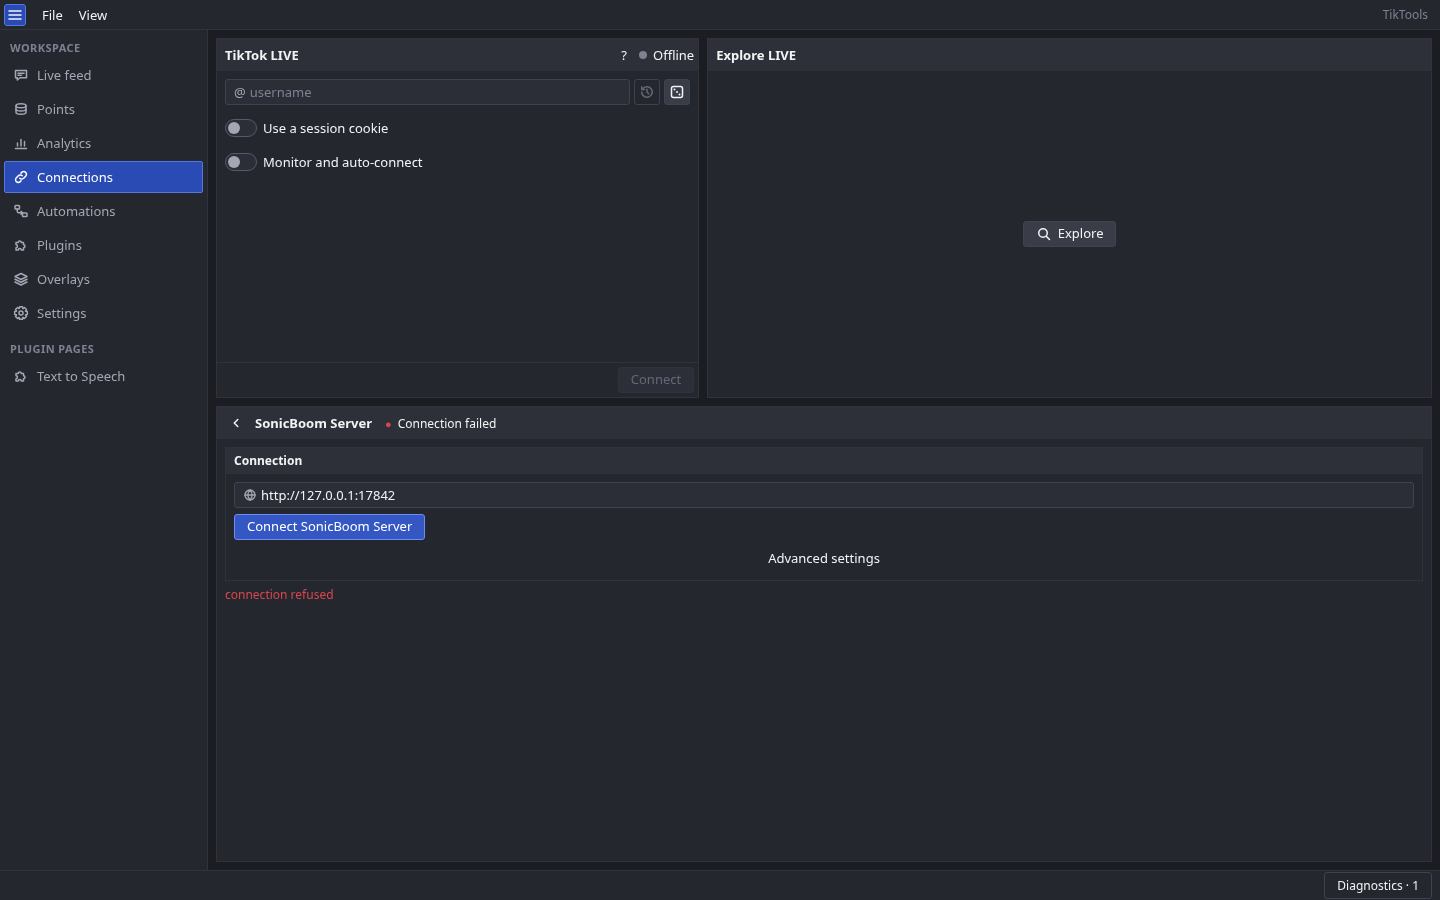 File View TikTools
WORKSPACE
Live feed
Points
Analytics
Connections
Automations
Plugins
Overlays
Settings
PLUGIN PAGES
Text to Speech
TikTok LIVE ? Offline
@ username
Use a session cookie
Monitor and auto-connect
Connect
Explore LIVE
Explore
SonicBoom Server Connection failed
Connection
http://127.0.0.1:17842
Connect SonicBoom Server
Advanced settings
connection refused
Diagnostics · 1